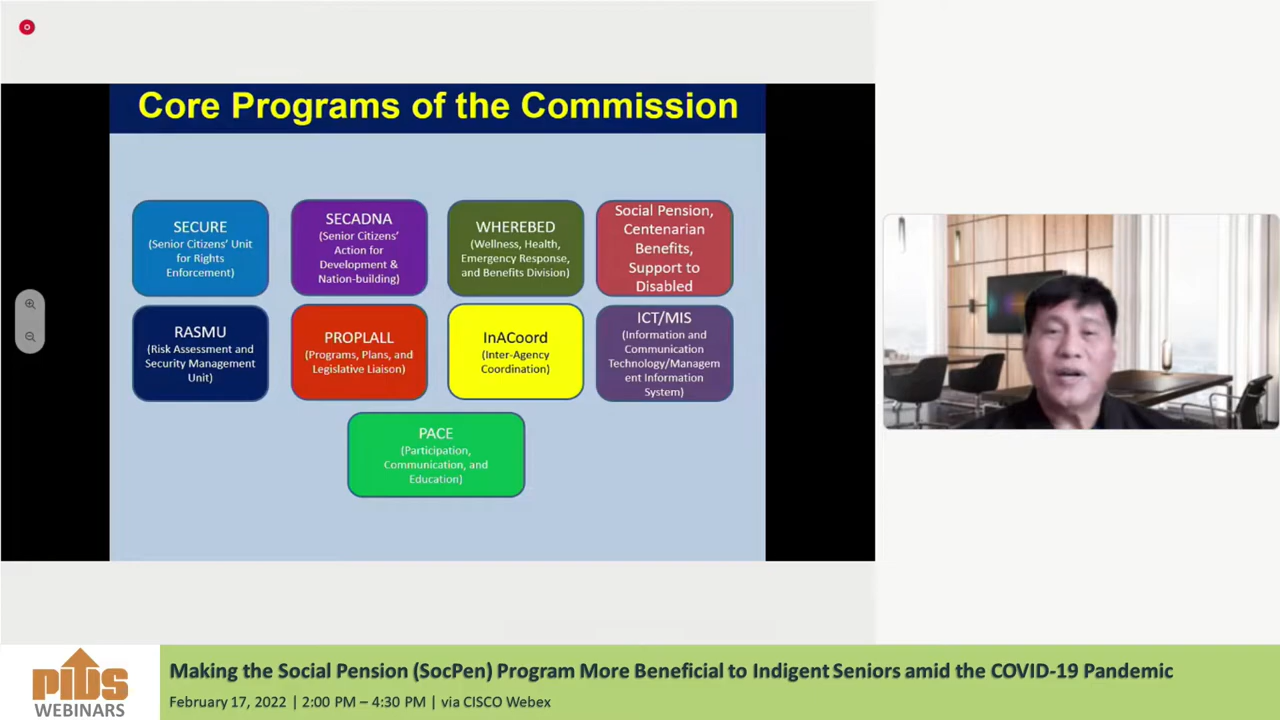 Core Programs of the Commission
SECURE
(Senior Citizens' Unit
for Rights
Enforcement)
SECADNA
(Senior Citizens'
Action for
Development &
Nation-building)
WHEREBED
(Wellness, Health,
Emergency Response,
and Benefits Division)
Social Pension,
Centenarian
Benefits,
Support to
Disabled
RASMU
(Risk Assessment and
Security Management
Unit)
PROPLALL
(Programs, Plans, and
Legislative Liaison)
InACoord
(Inter-Agency
Coordination)
ICT/MIS
(Information and
Communication
Technology/Managem
ent Information
System)
PACE
(Participation,
Communication, and
Education)
pids
WEBINARS
Making the Social Pension (SocPen) Program More Beneficial to Indigent Seniors amid the COVID-19 Pandemic
February 17, 2022 | 2:00 PM – 4:30 PM | via CISCO Webex